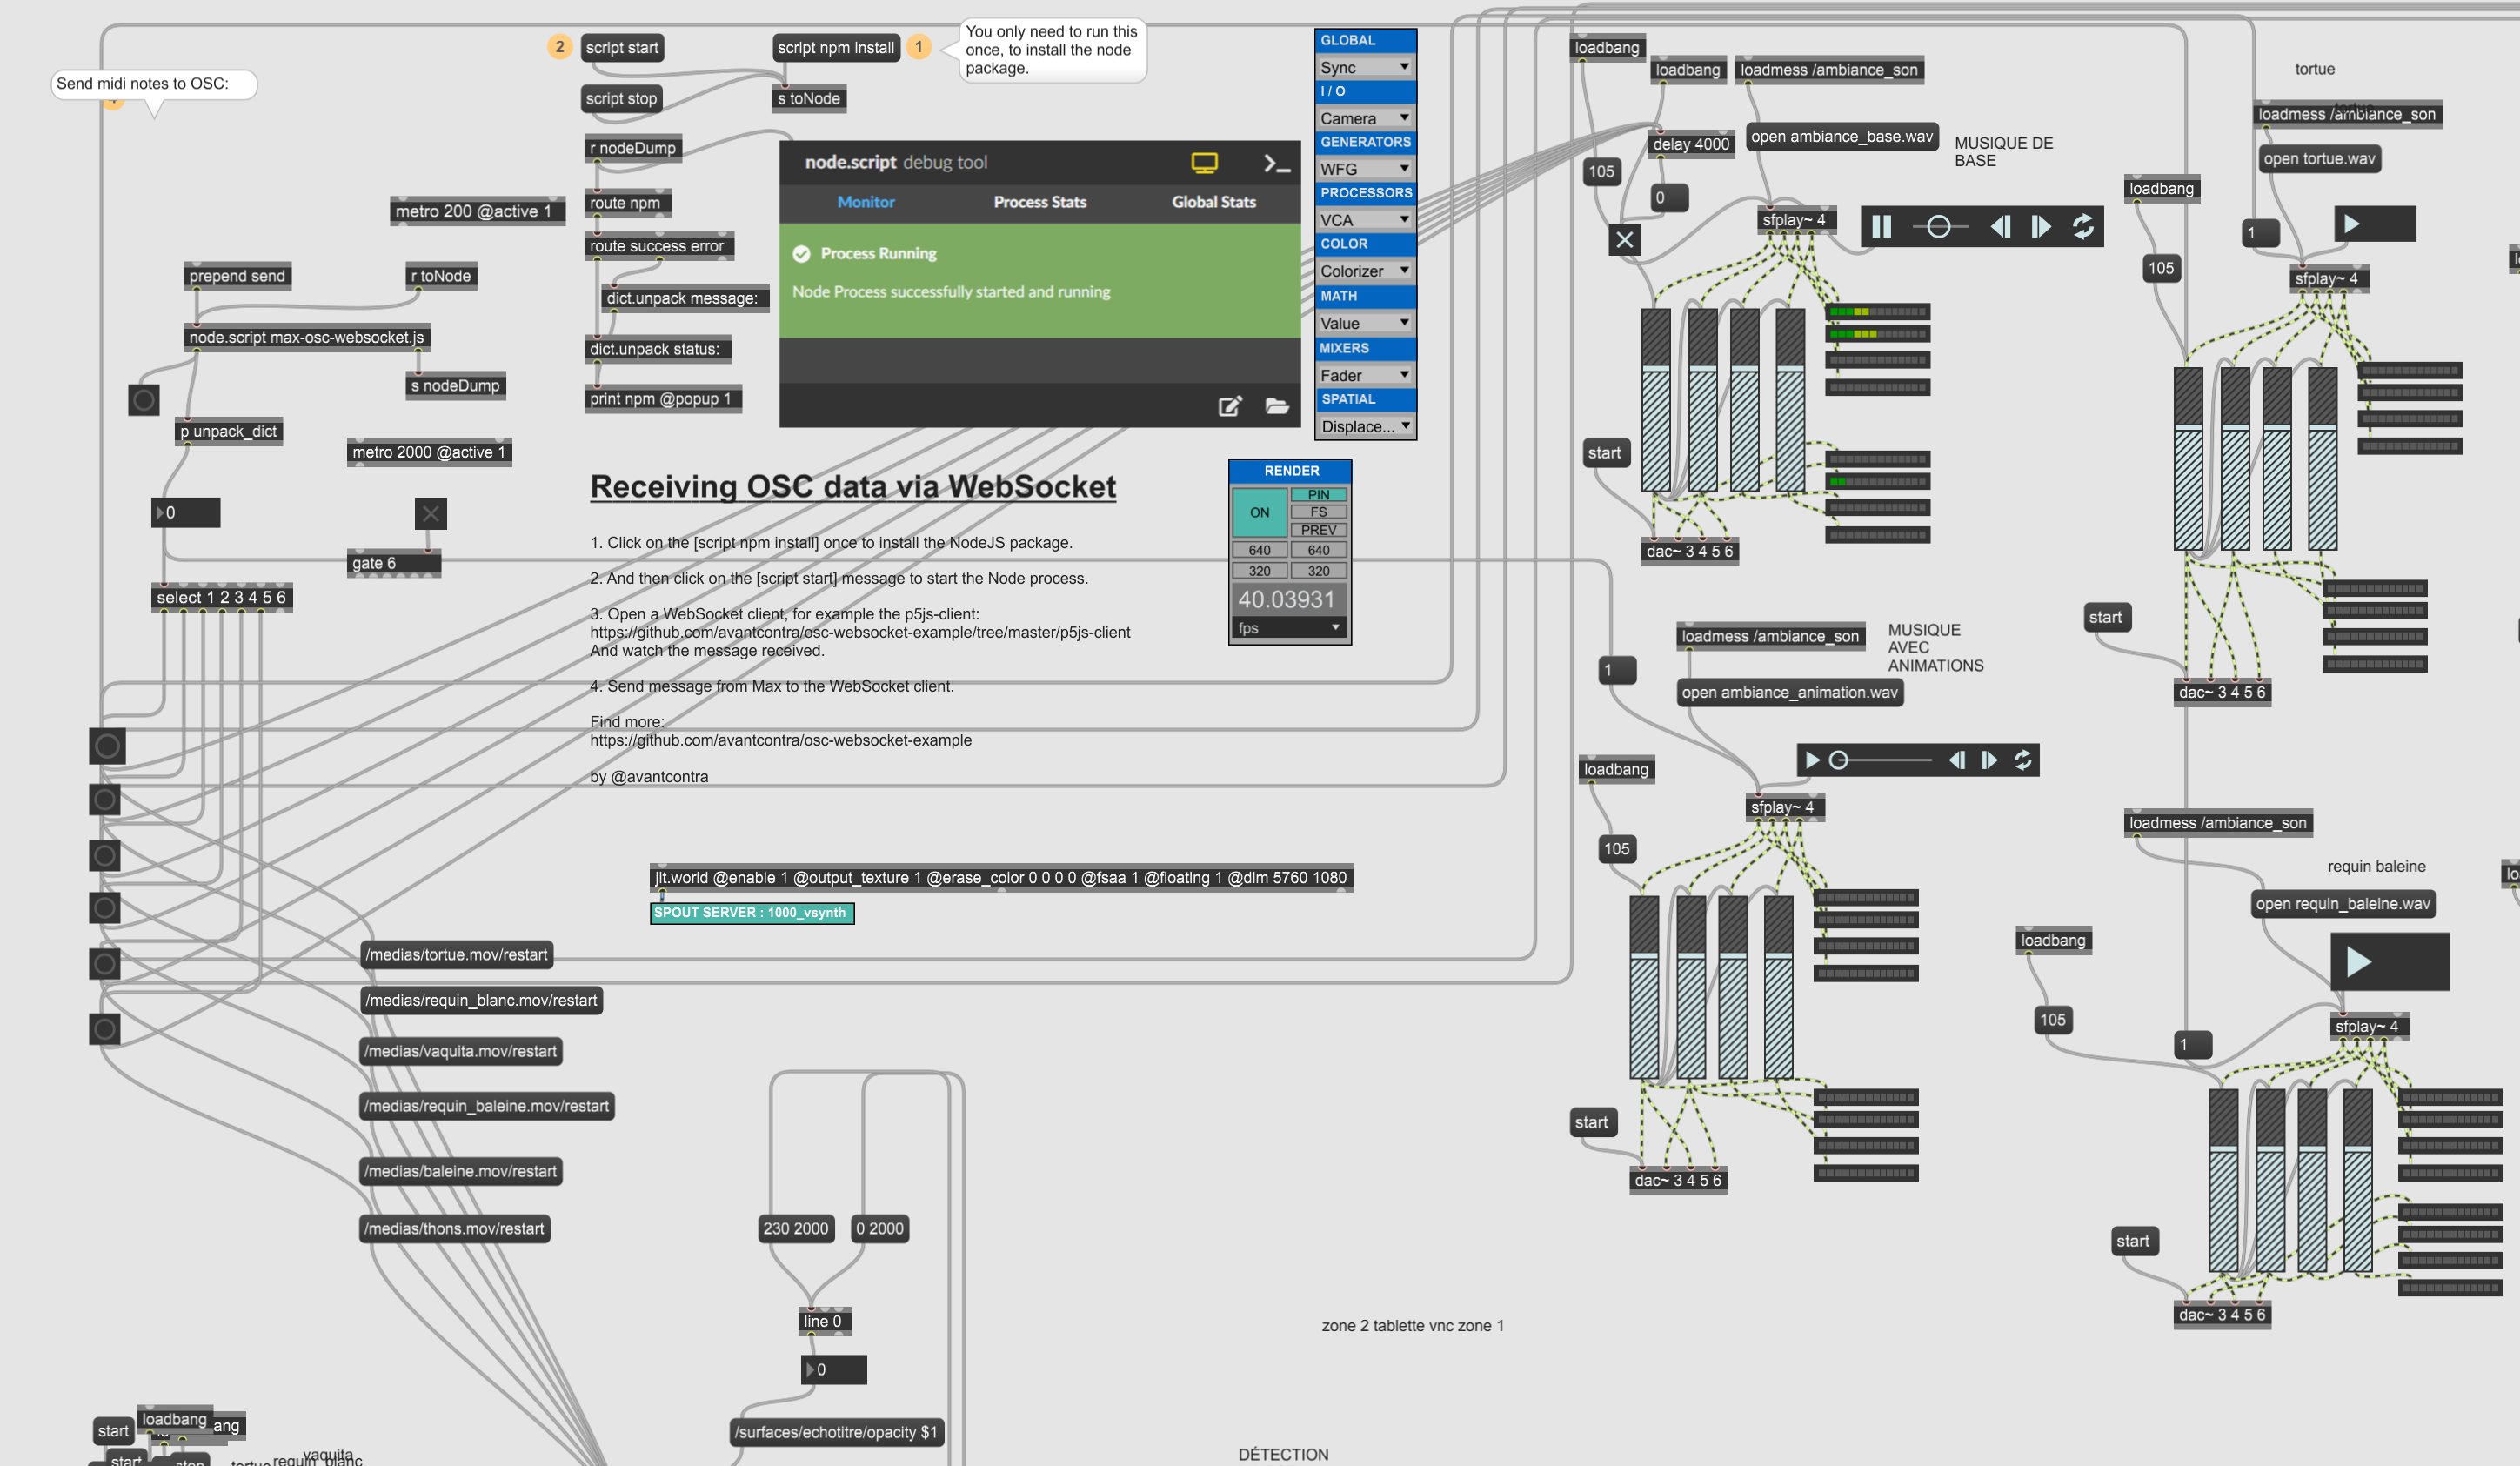 Send midi notes to OSC:
2
script start
script npm install
1
You only need to run this
once, to install the node
package.
script stop
s toNode
r nodeDump
route npm
route success error
dict.unpack message:
dict.unpack status:
print npm @popup 1
metro 200 @active 1
prepend send
r toNode
node.script max-osc-websocket.js
s nodeDump
p unpack_dict
metro 2000 @active 1
0
gate 6
select 1 2 3 4 5 6
node.script debug tool
Monitor
Process Stats
Global Stats
Process Running
Node Process successfully started and running
GLOBAL
Sync
I / O
Camera
GENERATORS
WFG
PROCESSORS
VCA
COLOR
Colorizer
MATH
Value
MIXERS
Fader
SPATIAL
Displace...
RENDER
ON
PIN
FS
PREV
640
640
320
320
40.03931
fps
Receiving OSC data via WebSocket
1. Click on the [script npm install] once to install the NodeJS package.
2. And then click on the [script start] message to start the Node process.
3. Open a WebSocket client, for example the p5js-client:
https://github.com/avantcontra/osc-websocket-example/tree/master/p5js-client
And watch the message received.
4. Send message from Max to the WebSocket client.
Find more:
https://github.com/avantcontra/osc-websocket-example
by @avantcontra
jit.world @enable 1 @output_texture 1 @erase_color 0 0 0 0 @fsaa 1 @floating 1 @dim 5760 1080
SPOUT SERVER : 1000_vsynth
/medias/tortue.mov/restart
/medias/requin_blanc.mov/restart
/medias/vaquita.mov/restart
/medias/requin_baleine.mov/restart
/medias/baleine.mov/restart
/medias/thons.mov/restart
230 2000
0 2000
line 0
0
/surfaces/echotitre/opacity $1
zone 2 tablette vnc zone 1
DÉTECTION
start
loadbang
ang
start
stop
tortue
requin_blanc
vaquita
loadbang
loadbang
loadmess /ambiance_son
delay 4000
open ambiance_base.wav
MUSIQUE DE
BASE
105
0
sfplay~ 4
start
dac~ 3 4 5 6
loadmess /ambiance_son
MUSIQUE
AVEC
ANIMATIONS
1
open ambiance_animation.wav
loadbang
sfplay~ 4
105
start
dac~ 3 4 5 6
tortue
tortue
loadmess /ambiance_son
open tortue.wav
loadbang
1
105
sfplay~ 4
start
dac~ 3 4 5 6
loadmess /ambiance_son
requin baleine
lo
open requin_baleine.wav
loadbang
105
sfplay~ 4
1
start
dac~ 3 4 5 6